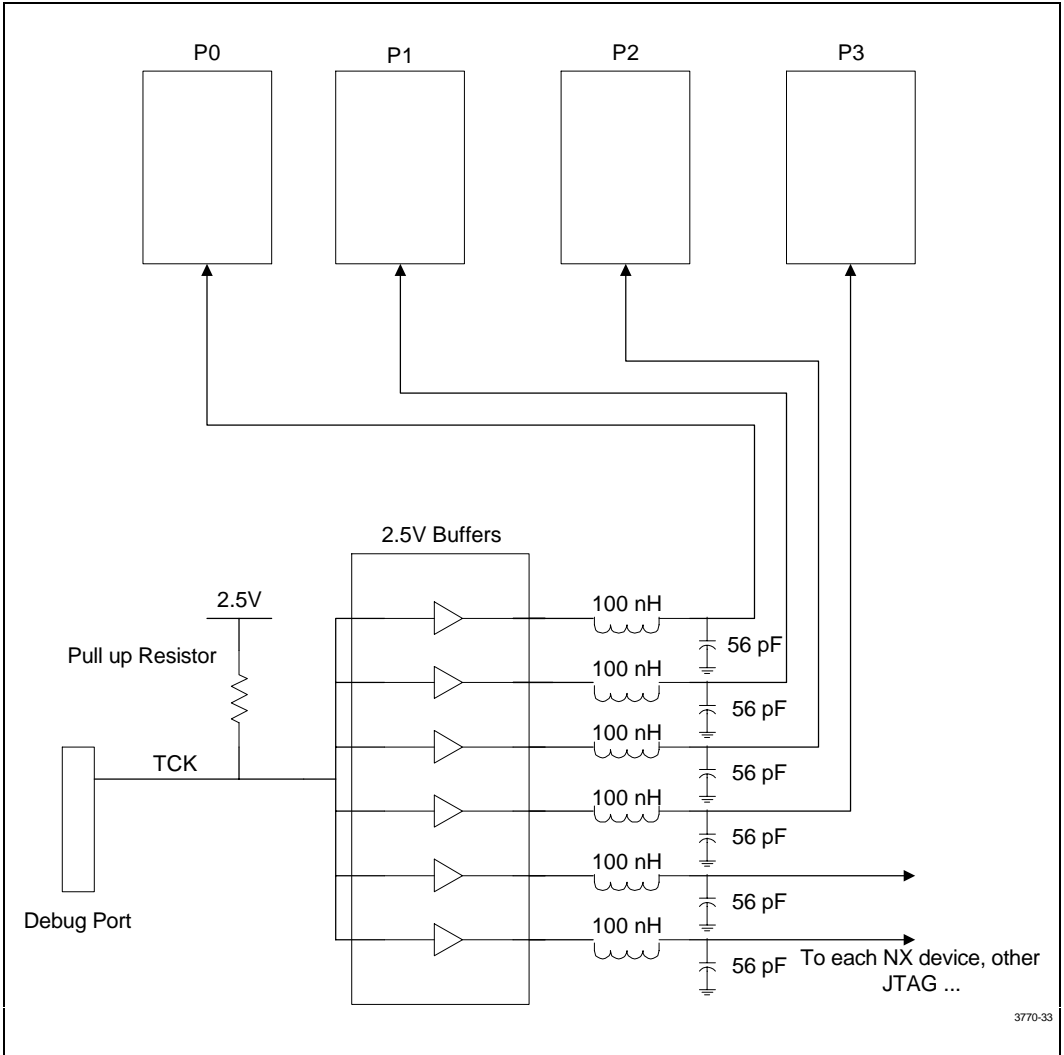 P0
P1
P2
P3
2.5V Buffers
2.5V
Pull up Resistor
TCK
Debug Port
100 nH
56 pF
100 nH
56 pF
100 nH
56 pF
100 nH
56 pF
100 nH
56 pF
100 nH
56 pF
To each NX device, other
JTAG ...
3770-33